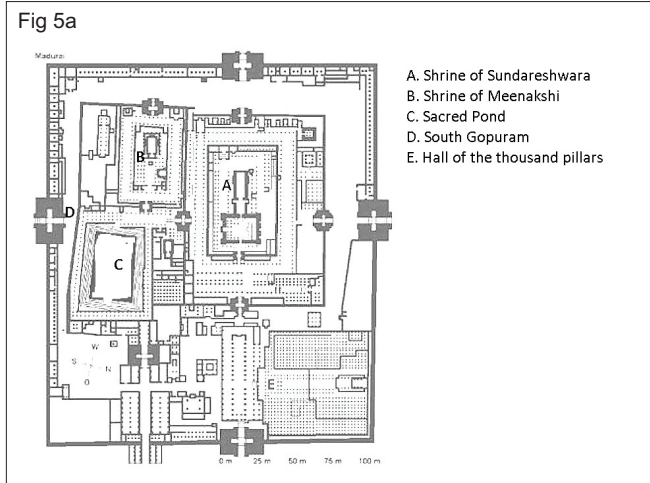 Fig 5a
Madurai
A. Shrine of Sundareshwara
B. Shrine of Meenakshi
C. Sacred Pond
D. South Gopuram
E. Hall of the thousand pillars
B
A
D
C
W
S
N
O
E
0 m 25 m 50 m 75 m 100 m